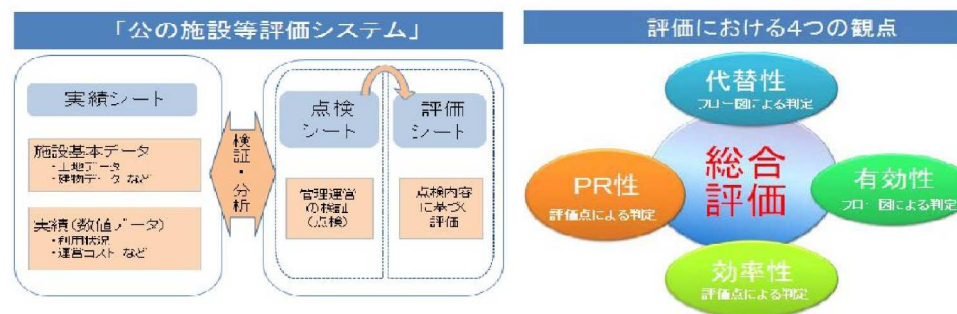 「公の施設等評価システム」
実績シート
施設基本データ
・土地データ
・建物データ など
実績(数値データ)
・利用状況
・運営コスト など
検証・分析
点検
シート
管理運営
の検証
(点検)
評価
シート
点検内容
に基づく
評価
評価における4つの観点
代替性
フロー図による判定
PR性
評価点による判定
総合
評価
有効性
フロー図による判定
効率性
評価点による判定